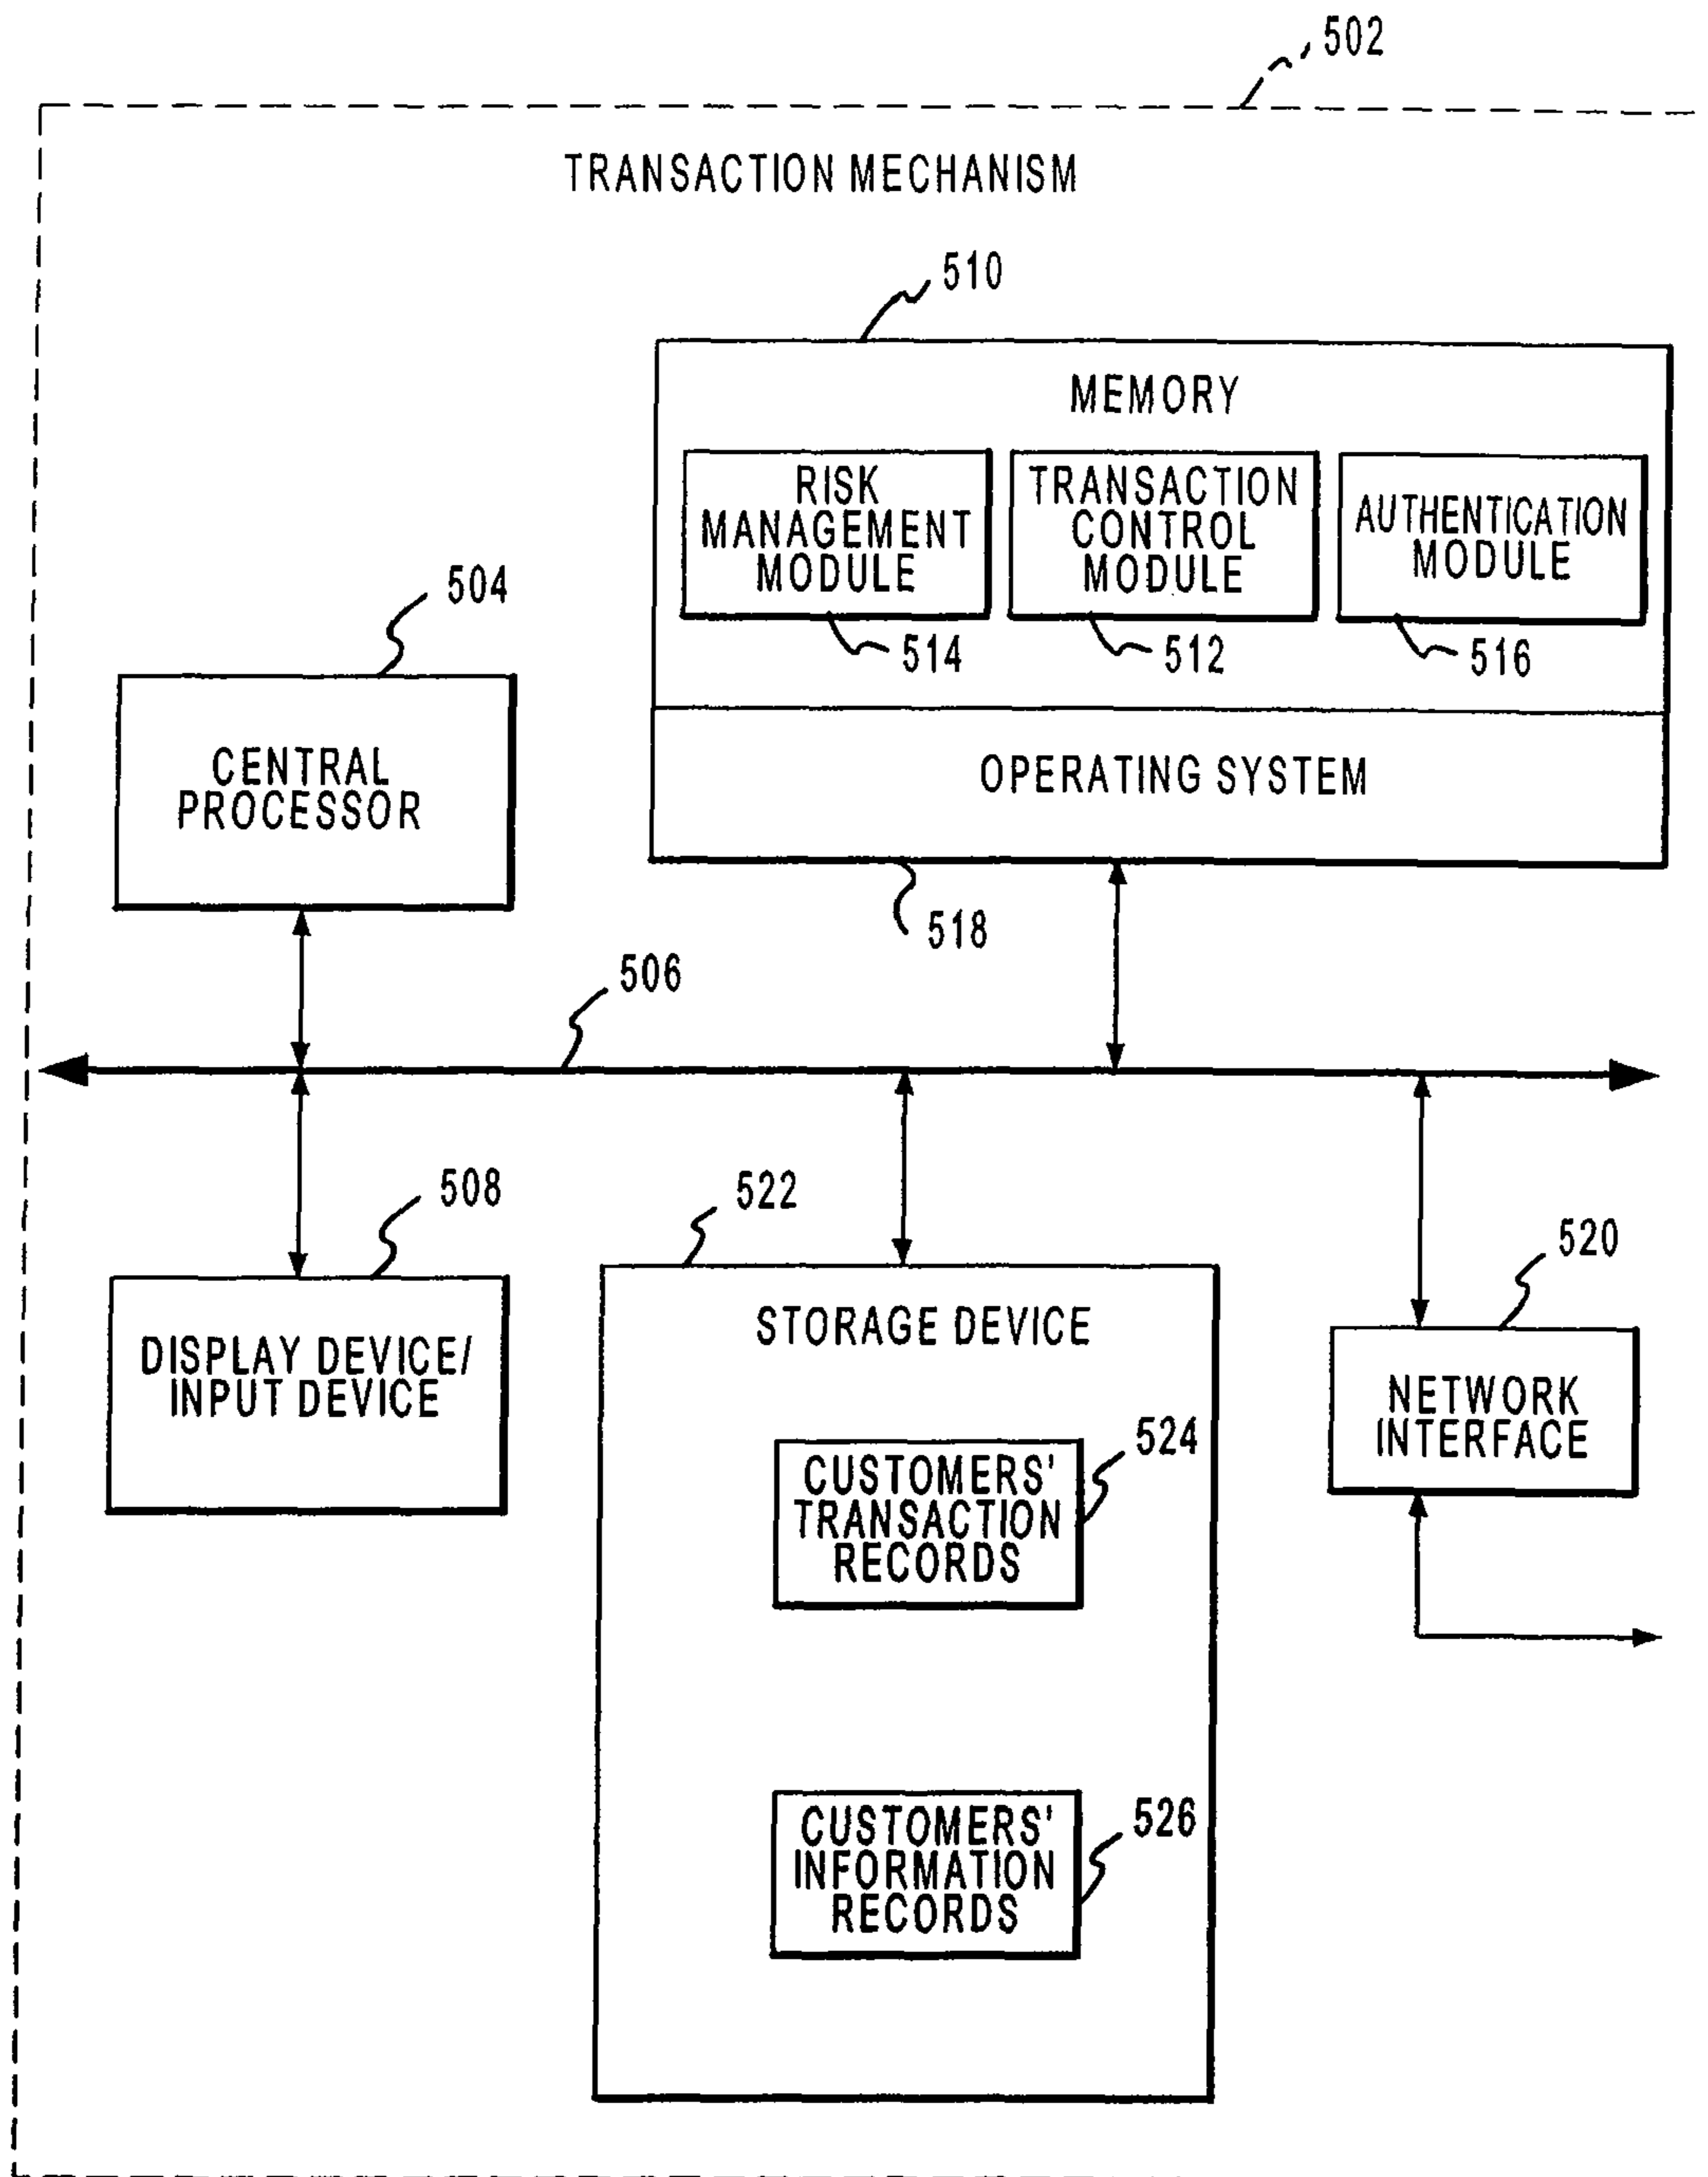 502
TRANSACTION MECHANISM
510
MEMORY
RISK
MANAGEMENT
MODULE
514
TRANSACTION
CONTROL
MODULE
512
AUTHENTICATION
MODULE
516
504
CENTRAL
PROCESSOR
OPERATING SYSTEM
518
506
508
DISPLAY DEVICE/
INPUT DEVICE
522
STORAGE DEVICE
CUSTOMERS'
TRANSACTION
RECORDS
524
CUSTOMERS'
INFORMATION
RECORDS
526
520
NETWORK
INTERFACE